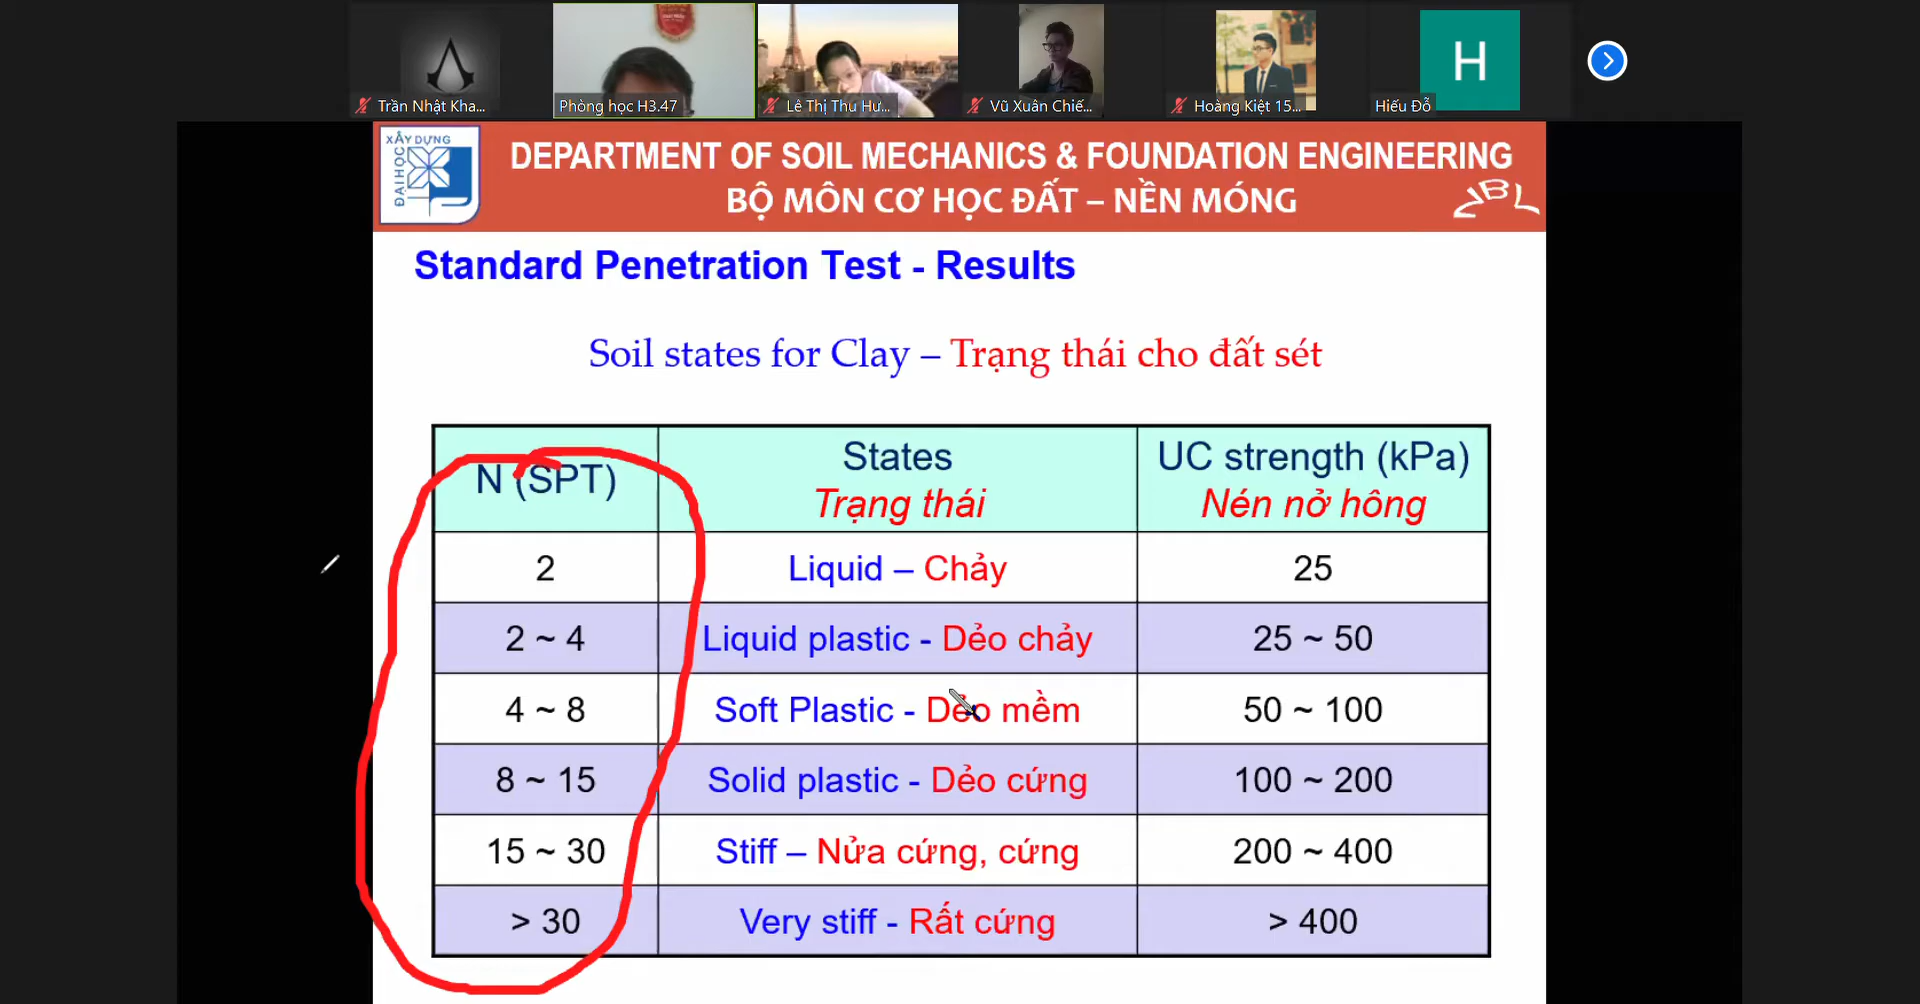 Trần Nhật Kha...
Phòng học H3.47
Lê Thị Thu Hư...
Vũ Xuân Chiế...
Hoàng Kiệt 15...
H
Hiếu Đỗ
XÂY DỰNG
ĐẠI HỌC
DEPARTMENT OF SOIL MECHANICS & FOUNDATION ENGINEERING
BỘ MÔN CƠ HỌC ĐẤT – NỀN MÓNG
Standard Penetration Test - Results
Soil states for Clay – Trạng thái cho đất sét
N (SPT)
States
Trạng thái
UC strength (kPa)
Nén nở hông
2
Liquid – Chảy
25
2 ~ 4
Liquid plastic - Dẻo chảy
25 ~ 50
4 ~ 8
Soft Plastic - Dẻo mềm
50 ~ 100
8 ~ 15
Solid plastic - Dẻo cứng
100 ~ 200
15 ~ 30
Stiff – Nửa cứng, cứng
200 ~ 400
> 30
Very stiff - Rất cứng
> 400